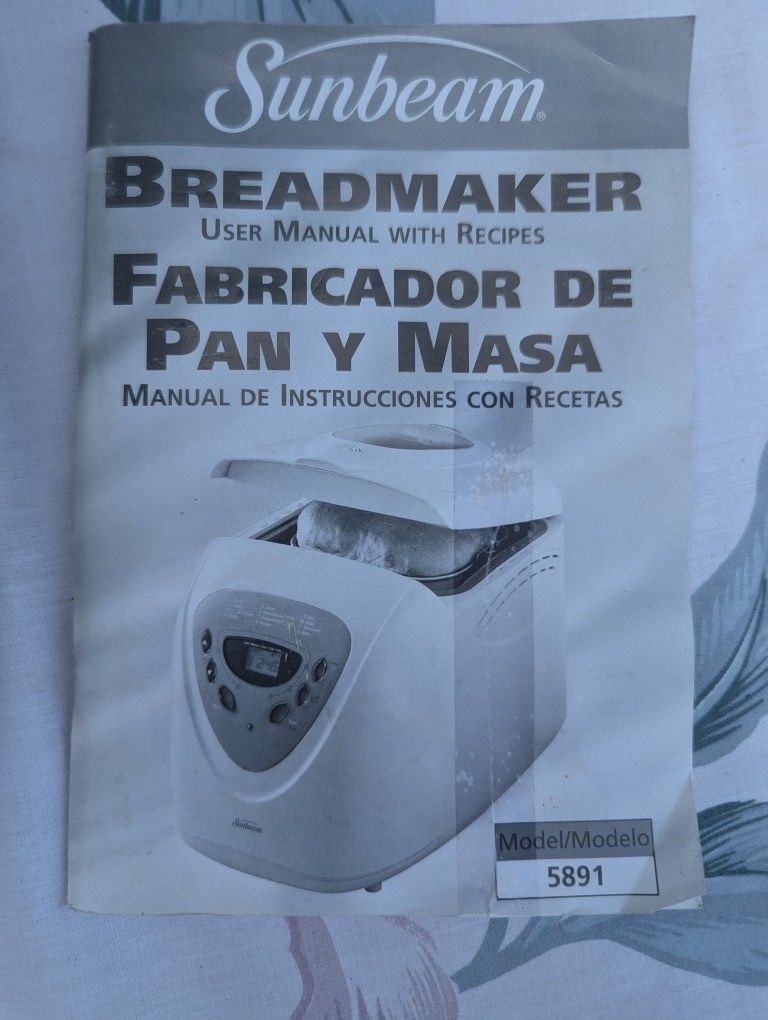 Sunbeam®
BREADMAKER
USER MANUAL WITH RECIPES
FABRICADOR DE
PAN Y MASA
MANUAL DE INSTRUCCIONES CON RECETAS
Sunbeam
Model/Modelo
5891